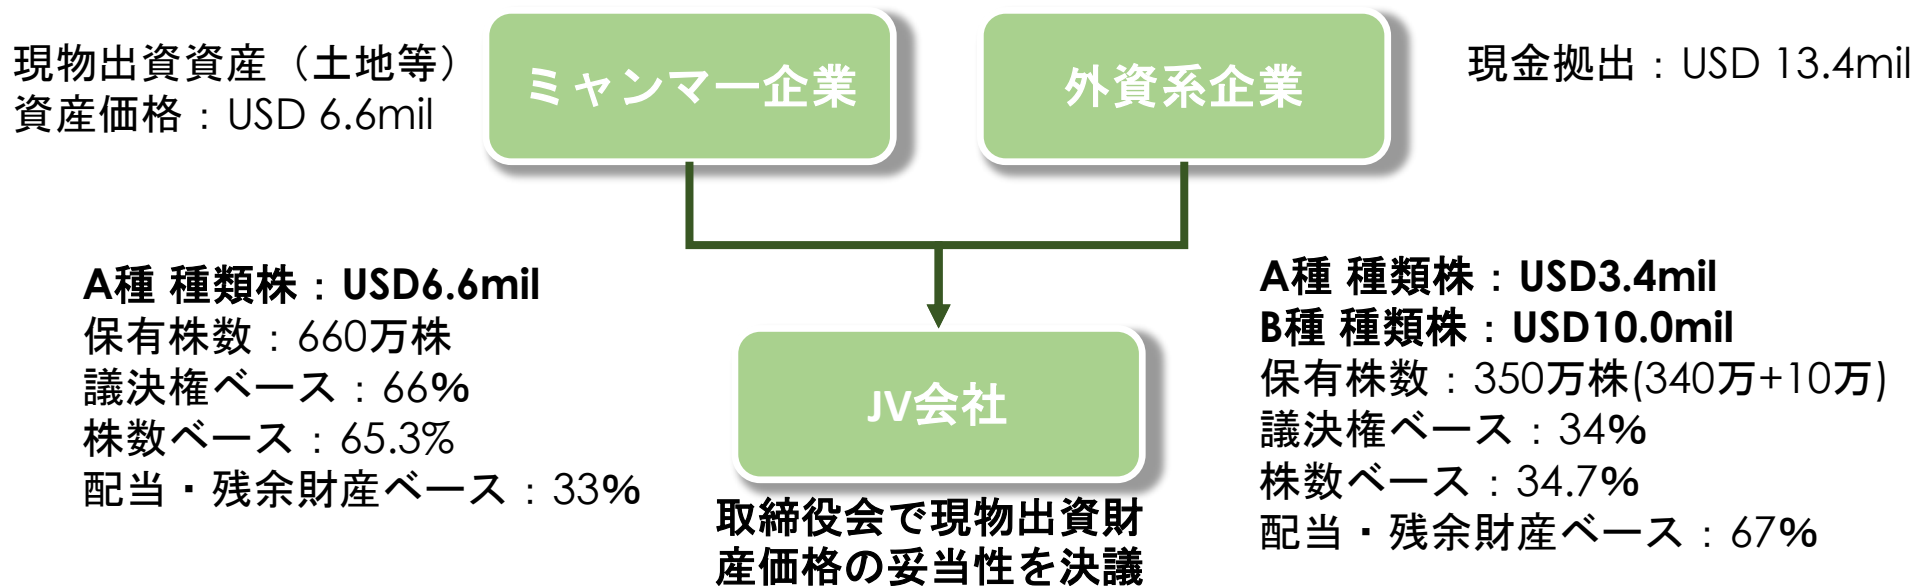 現物出資資産（土地等）
資産価格：USD 6.6mil
ミャンマー企業
外資系企業
現金拠出：USD 13.4mil
A種 種類株：USD6.6mil
保有株数：660万株
議決権ベース：66%
株数ベース：65.3%
配当・残余財産ベース：33%
JV会社
取締役会で現物出資財
産価格の妥当性を決議
A種 種類株：USD3.4mil
B種 種類株：USD10.0mil
保有株数：350万株(340万+10万)
議決権ベース：34%
株数ベース：34.7%
配当・残余財産ベース：67%